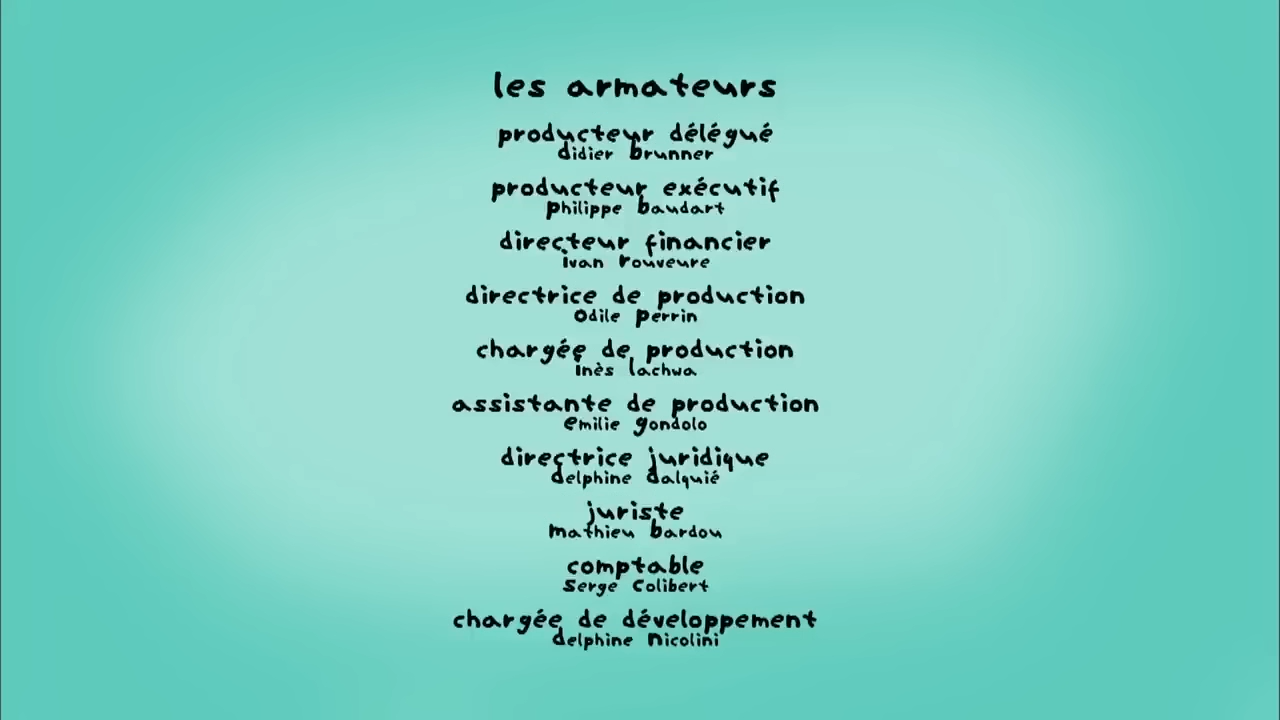 les armateurs
producteur délégué
didier brunner
producteur exécutif
philippe baudart
directeur financier
ivan rouveure
directrice de production
odile perrin
chargée de production
inès lachwa
assistante de production
emilie gondolo
directrice juridique
delphine dalquié
juriste
mathieu bardou
comptable
serge colibert
chargée de développement
delphine nicolini